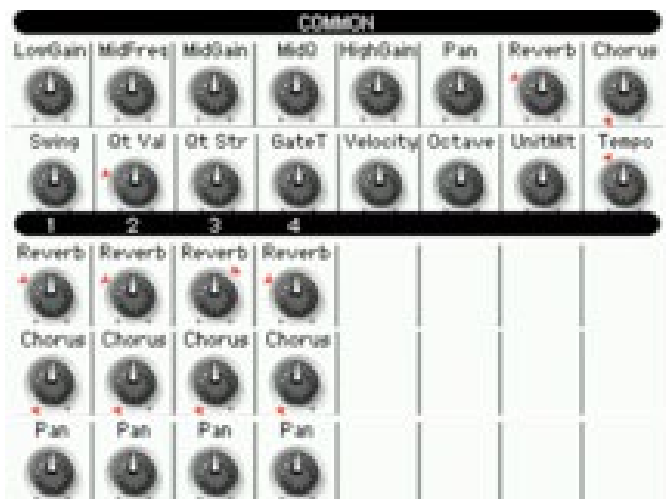 COMMON
LowGain MidFreq MidGain MidQ HighGain Pan Reverb Chorus
Swing Qt Val Qt Str GateT Velocity Octave UnitMlt Tempo
1 2 3 4
Reverb Reverb Reverb Reverb
Chorus Chorus Chorus Chorus
Pan Pan Pan Pan